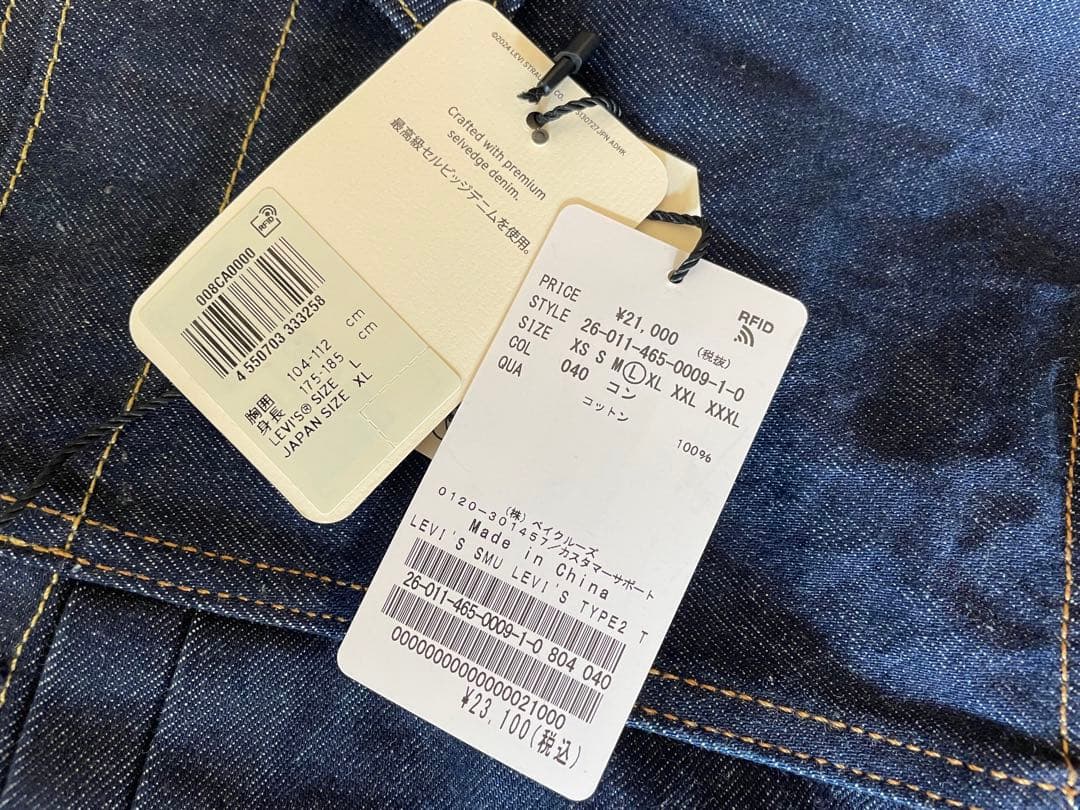 ©2024 LEVI STRAUSS CO.
5130727JPN ADHK
Crafted with premium
selvedge denim.
最高級セルビッジデニムを使用。
RFID
008CA0000
4 550703 333258
胸囲 104-112 cm
身長 175-185 cm
LEVI'S® SIZE L
JAPAN SIZE XL
RFID
PRICE ¥21,000 (税抜)
STYLE 26-011-465-0009-1-0
SIZE XS S M L XL XXL XXXL
COL 040 コン
QUA コットン 100%
(株) ベイクルーズ
0120-301457/カスタマーサポート
Made in China
LEVI'S SMU LEVI'S TYPE2 T
26-011-465-0009-1-0 804 040
0000000000000021000
¥23,100(税込)